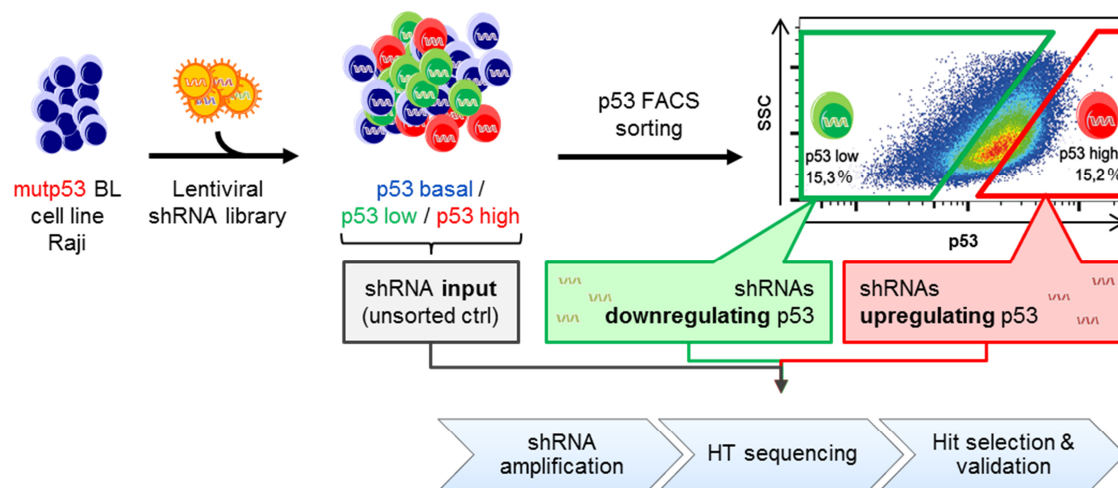 mutp53 BL
cell line
Raji
Lentiviral
shRNA library
p53 basal /
p53 low / p53 high
p53 FACS
sorting
SSC
p53 low
15,3%
p53 high
15,2%
p53
shRNA input
(unsorted ctrl)
shRNAs
downregulating p53
shRNAs
upregulating p53
shRNA
amplification
HT sequencing
Hit selection &
validation